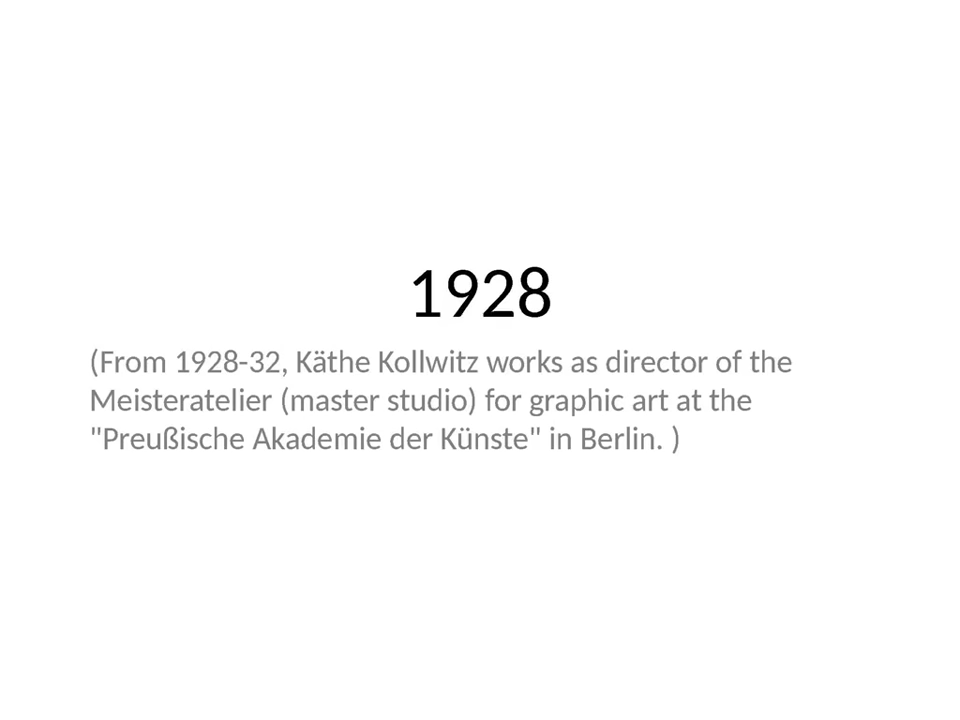 1928
(From 1928-32, Käthe Kollwitz works as director of the
Meisteratelier (master studio) for graphic art at the
"Preußische Akademie der Künste" in Berlin. )